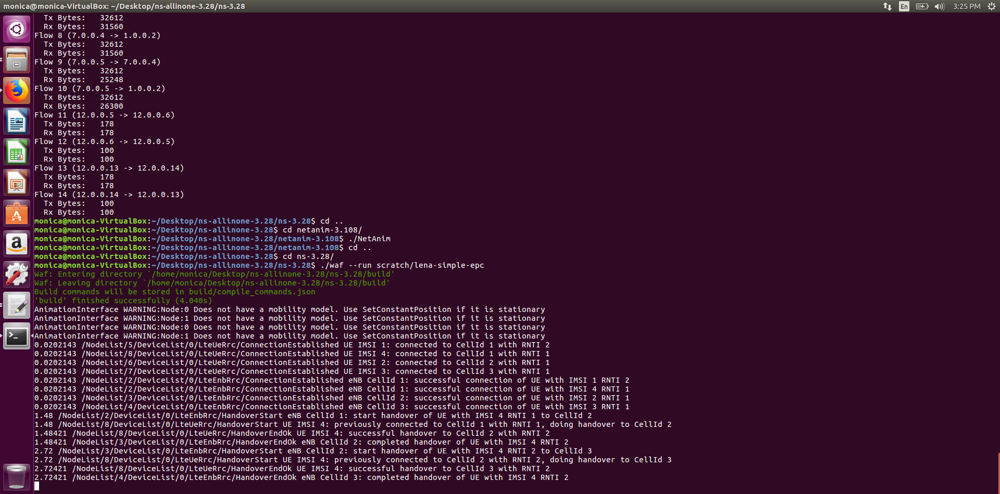 monica@monica-VirtualBox: ~/Desktop/ns-allinone-3.28/ns-3.28
En
3:25 PM
Tx Bytes:   32612
Rx Bytes:   31560
Flow 8 (7.0.0.4 -> 1.0.0.2)
Tx Bytes:   32612
Rx Bytes:   31560
Flow 9 (7.0.0.5 -> 7.0.0.4)
Tx Bytes:   32612
Rx Bytes:   25248
Flow 10 (7.0.0.5 -> 1.0.0.2)
Tx Bytes:   32612
Rx Bytes:   26300
Flow 11 (12.0.0.5 -> 12.0.0.6)
Tx Bytes:   178
Rx Bytes:   178
Flow 12 (12.0.0.6 -> 12.0.0.5)
Tx Bytes:   100
Rx Bytes:   100
Flow 13 (12.0.0.13 -> 12.0.0.14)
Tx Bytes:   178
Rx Bytes:   178
Flow 14 (12.0.0.14 -> 12.0.0.13)
Tx Bytes:   100
Rx Bytes:   100
monica@monica-VirtualBox:~/Desktop/ns-allinone-3.28/ns-3.28$ cd ..
monica@monica-VirtualBox:~/Desktop/ns-allinone-3.28$ cd netanim-3.108/
monica@monica-VirtualBox:~/Desktop/ns-allinone-3.28/netanim-3.108$ ./NetAnim
monica@monica-VirtualBox:~/Desktop/ns-allinone-3.28/netanim-3.108$ cd ..
monica@monica-VirtualBox:~/Desktop/ns-allinone-3.28$ cd ns-3.28/
monica@monica-VirtualBox:~/Desktop/ns-allinone-3.28/ns-3.28$ ./waf --run scratch/lena-simple-epc
Waf: Entering directory `/home/monica/Desktop/ns-allinone-3.28/ns-3.28/build'
Waf: Leaving directory `/home/monica/Desktop/ns-allinone-3.28/ns-3.28/build'
Build commands will be stored in build/compile_commands.json
'build' finished successfully (4.040s)
AnimationInterface WARNING:Node:0 Does not have a mobility model. Use SetConstantPosition if it is stationary
AnimationInterface WARNING:Node:1 Does not have a mobility model. Use SetConstantPosition if it is stationary
AnimationInterface WARNING:Node:0 Does not have a mobility model. Use SetConstantPosition if it is stationary
AnimationInterface WARNING:Node:1 Does not have a mobility model. Use SetConstantPosition if it is stationary
0.0202143 /NodeList/5/DeviceList/0/LteUeRrc/ConnectionEstablished UE IMSI 1: connected to CellId 1 with RNTI 2
0.0202143 /NodeList/8/DeviceList/0/LteUeRrc/ConnectionEstablished UE IMSI 4: connected to CellId 1 with RNTI 1
0.0202143 /NodeList/6/DeviceList/0/LteUeRrc/ConnectionEstablished UE IMSI 2: connected to CellId 2 with RNTI 1
0.0202143 /NodeList/7/DeviceList/0/LteUeRrc/ConnectionEstablished UE IMSI 3: connected to CellId 3 with RNTI 1
0.0202143 /NodeList/2/DeviceList/0/LteEnbRrc/ConnectionEstablished eNB CellId 1: successful connection of UE with IMSI 1 RNTI 2
0.0202143 /NodeList/2/DeviceList/0/LteEnbRrc/ConnectionEstablished eNB CellId 1: successful connection of UE with IMSI 4 RNTI 1
0.0202143 /NodeList/3/DeviceList/0/LteEnbRrc/ConnectionEstablished eNB CellId 2: successful connection of UE with IMSI 2 RNTI 1
0.0202143 /NodeList/4/DeviceList/0/LteEnbRrc/ConnectionEstablished eNB CellId 3: successful connection of UE with IMSI 3 RNTI 1
1.48 /NodeList/2/DeviceList/0/LteEnbRrc/HandoverStart eNB CellId 1: start handover of UE with IMSI 4 RNTI 1 to CellId 2
1.48 /NodeList/8/DeviceList/0/LteUeRrc/HandoverStart UE IMSI 4: previously connected to CellId 1 with RNTI 1, doing handover to CellId 2
1.48421 /NodeList/8/DeviceList/0/LteUeRrc/HandoverEndOk UE IMSI 4: successful handover to CellId 2 with RNTI 2
1.48421 /NodeList/3/DeviceList/0/LteEnbRrc/HandoverEndOk eNB CellId 2: completed handover of UE with IMSI 4 RNTI 2
2.72 /NodeList/3/DeviceList/0/LteEnbRrc/HandoverStart eNB CellId 2: start handover of UE with IMSI 4 RNTI 2 to CellId 3
2.72 /NodeList/8/DeviceList/0/LteUeRrc/HandoverStart UE IMSI 4: previously connected to CellId 2 with RNTI 2, doing handover to CellId 3
2.72421 /NodeList/8/DeviceList/0/LteUeRrc/HandoverEndOk UE IMSI 4: successful handover to CellId 3 with RNTI 2
2.72421 /NodeList/4/DeviceList/0/LteEnbRrc/HandoverEndOk eNB CellId 3: completed handover of UE with IMSI 4 RNTI 2